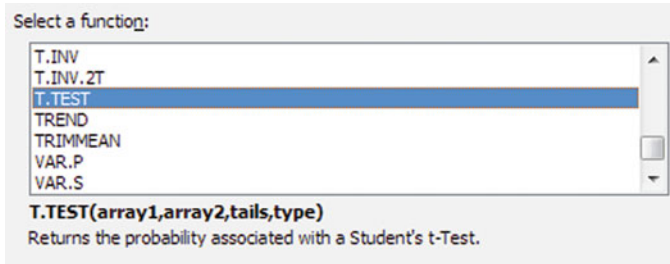 Select a function:
T.INV
T.INV.2T
T.TEST
TREND
TRIMMEAN
VAR.P
VAR.S
T.TEST(array1,array2,tails,type)
Returns the probability associated with a Student's t-Test.